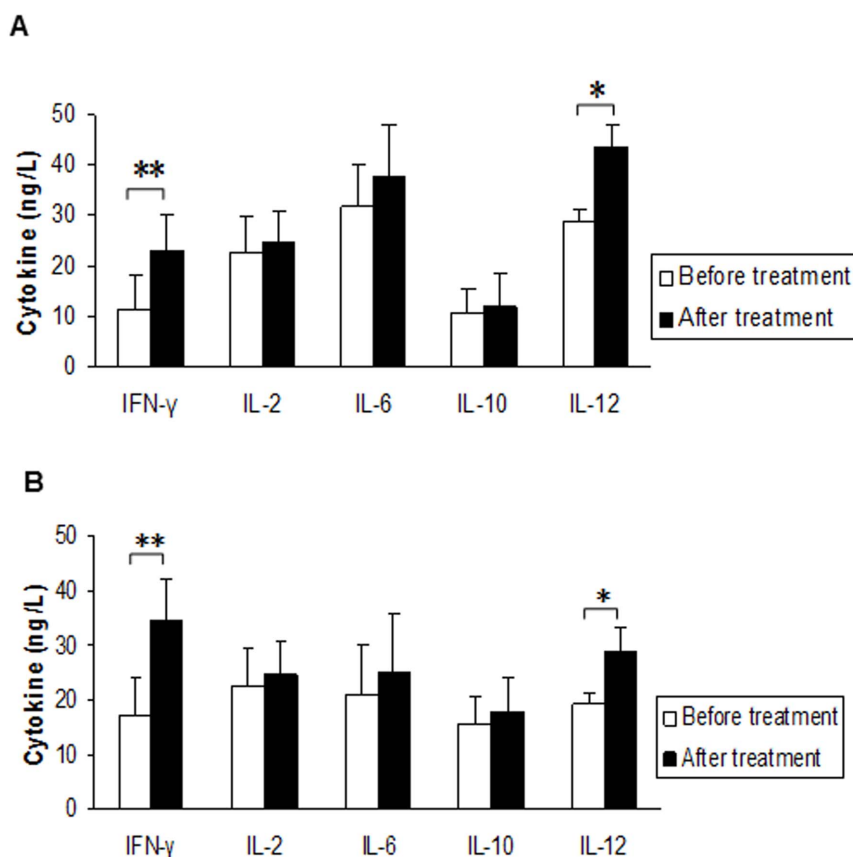 A
Cytokine (ng/L)
50
40
30
20
10
0
**
*
IFN-γ IL-2 IL-6 IL-10 IL-12
Before treatment
After treatment
B
Cytokine (ng/L)
50
40
30
20
10
0
**
*
IFN-γ IL-2 IL-6 IL-10 IL-12
Before treatment
After treatment